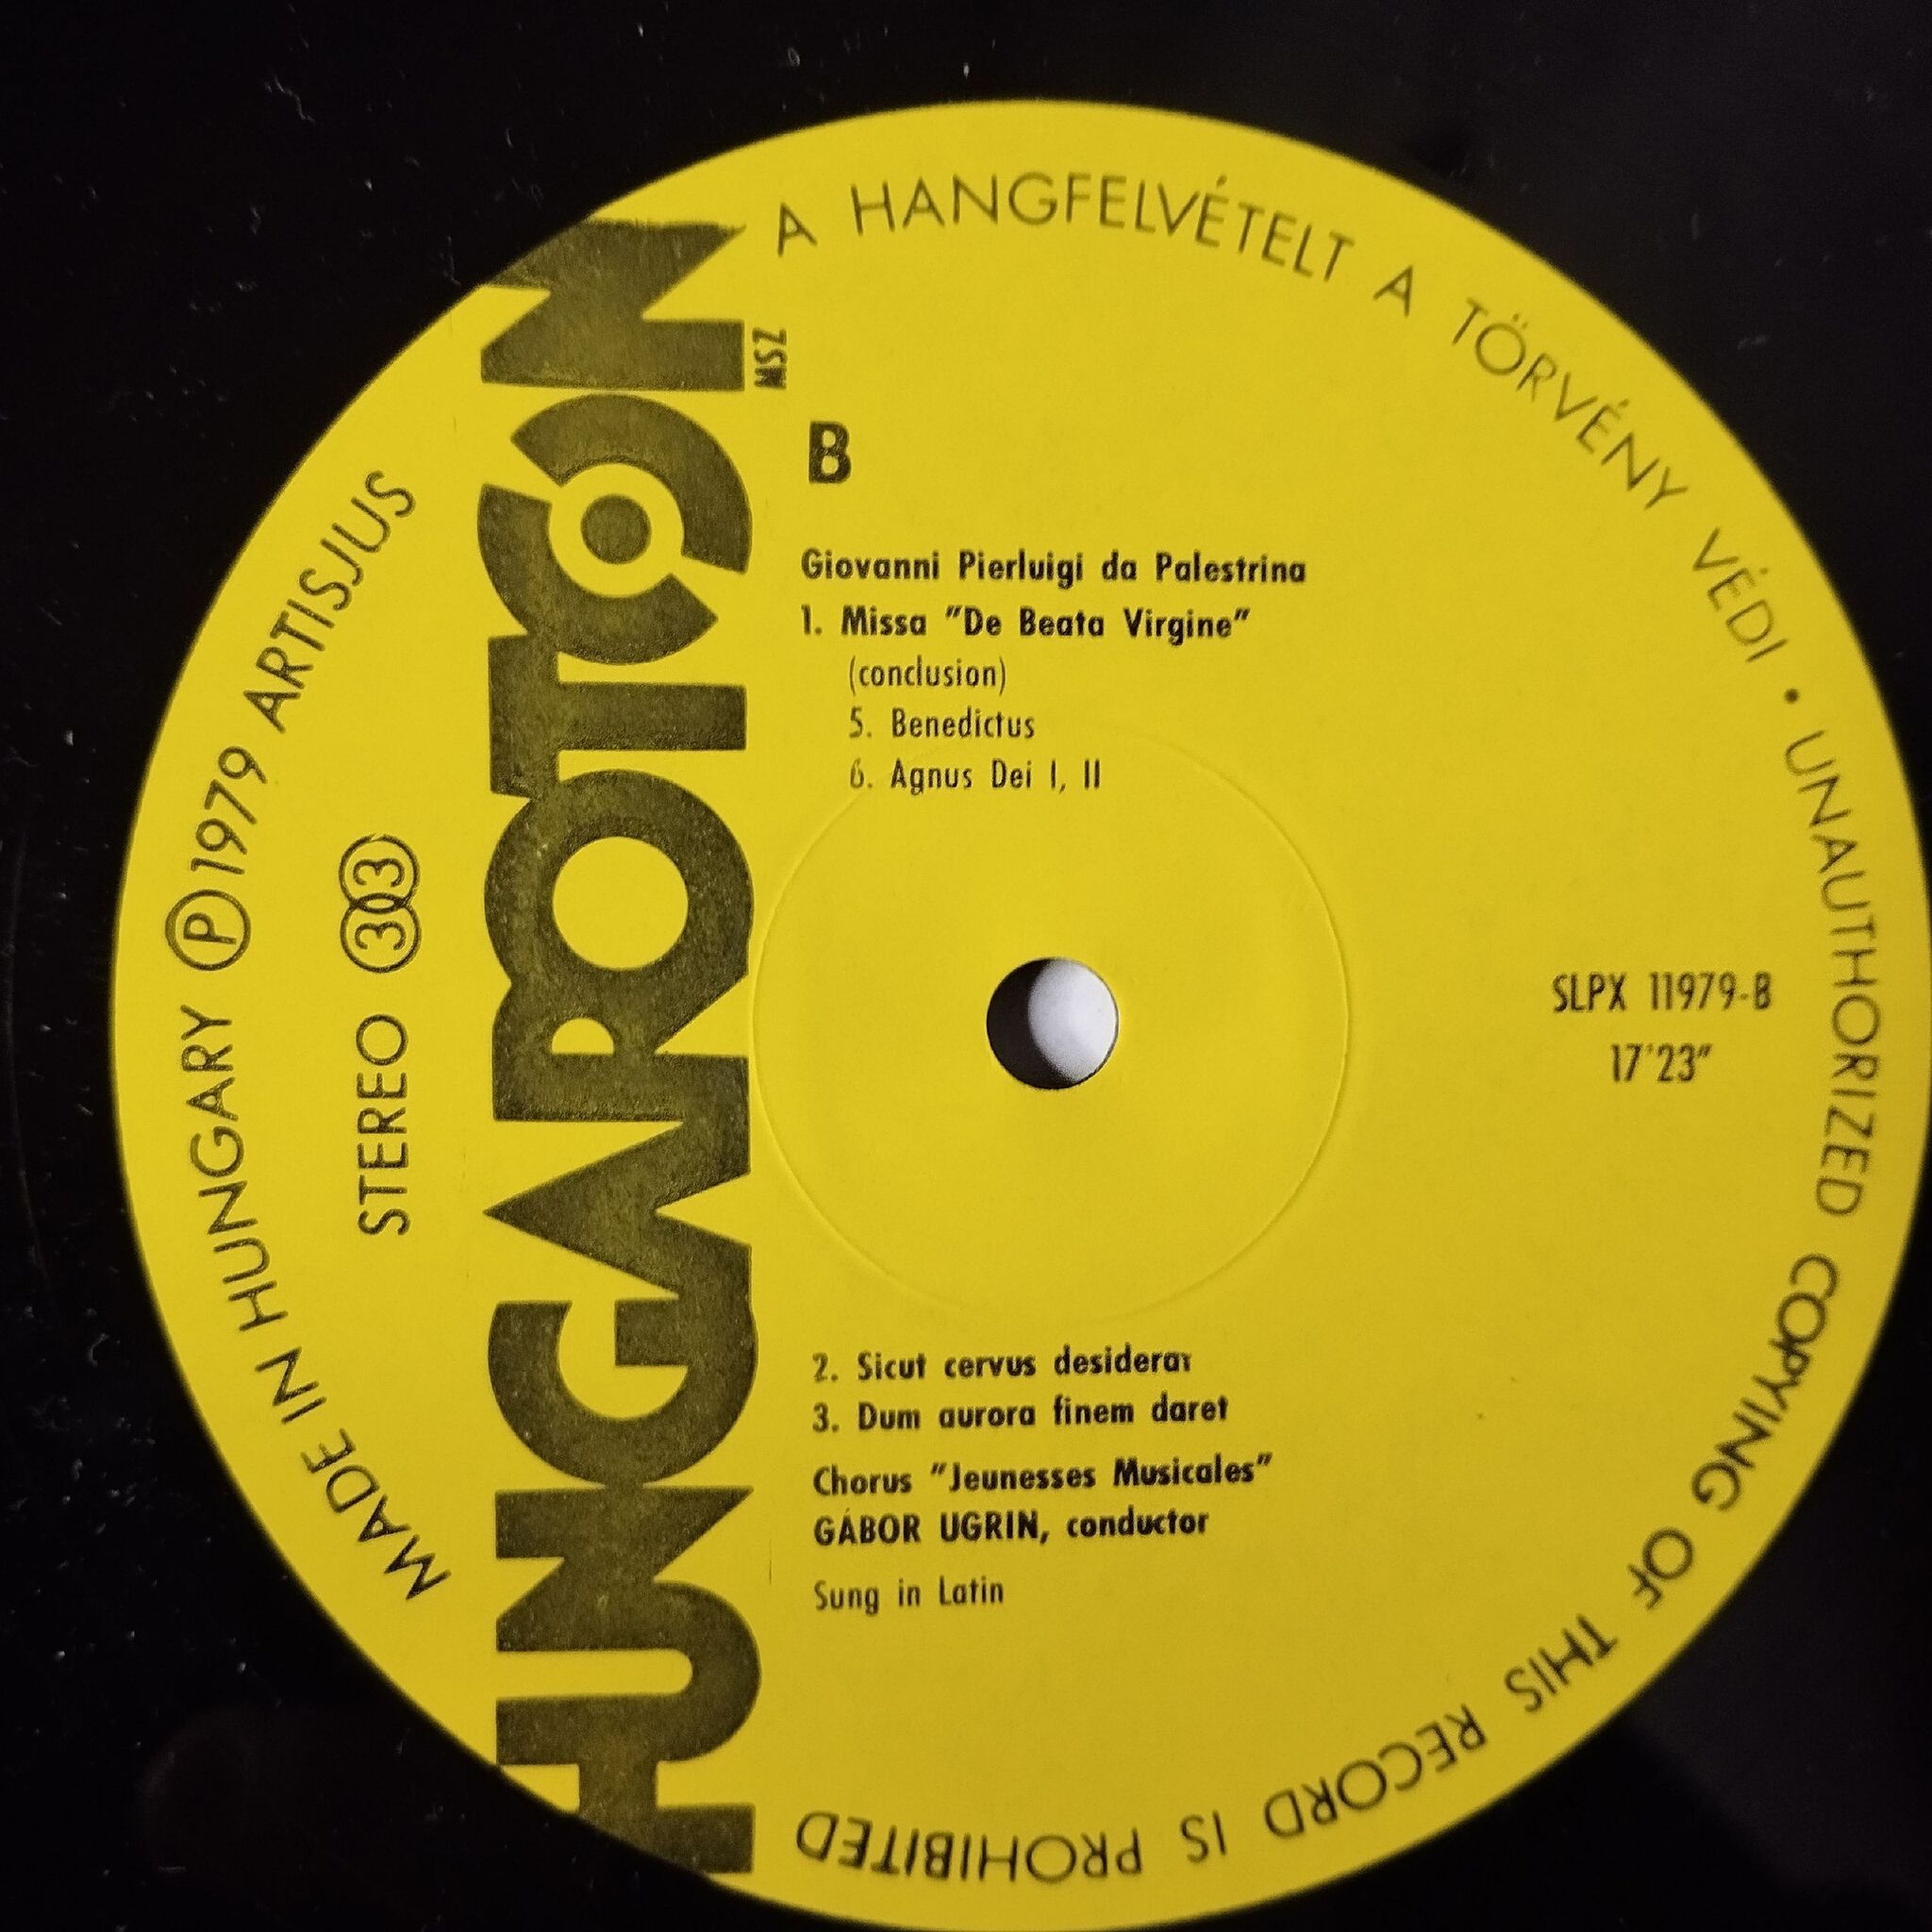 A HANGFELVÉTELT A TÖRVÉNY VÉDI • UNAUTHORIZED COPYING OF THIS RECORD IS PROHIBITED
MADE IN HUNGARY Ⓟ 1979 ARTISJUS
STEREO 303
HUNGAROTON
MSZ
B
Giovanni Pierluigi da Palestrina
1. Missa "De Beata Virgine"
(conclusion)
5. Benedictus
6. Agnus Dei I, II
SLPX 11979-B
17'23"
2. Sicut cervus desiderat
3. Dum aurora finem daret
Chorus "Jeunesses Musicales"
GÁBOR UGRIN, conductor
Sung in Latin